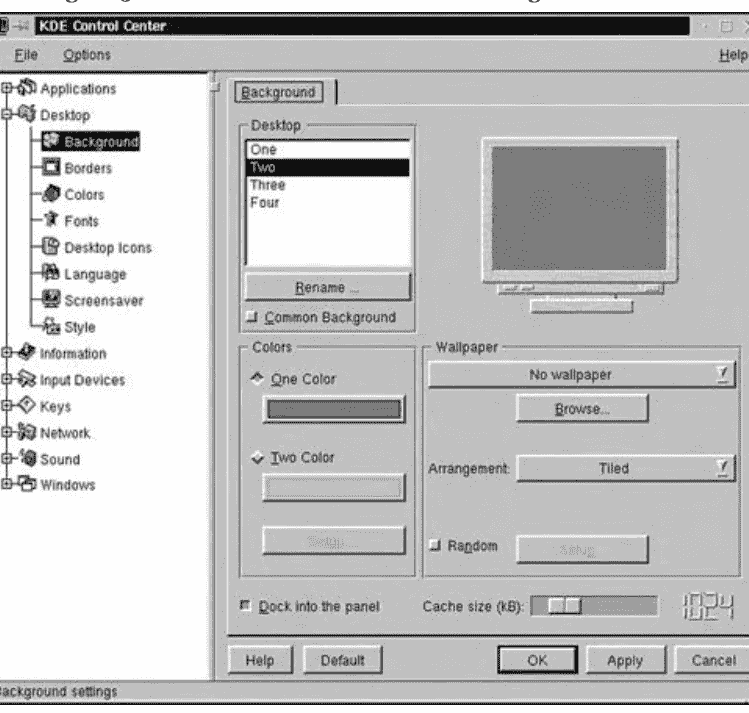 KDE Control Center
File Options Help
Applications
Desktop
Background
Borders
Colors
Fonts
Desktop Icons
Language
Screensaver
Style
Information
Input Devices
Keys
Network
Sound
Windows
Background
Desktop
One
Two
Three
Four
Rename ...
Common Background
Colors
One Color
Two Color
Setup
Wallpaper
No wallpaper
Browse...
Arrangement: Tiled
Random Setup
Dock into the panel
Cache size (kB): 1024
Help Default OK Apply Cancel
Background settings